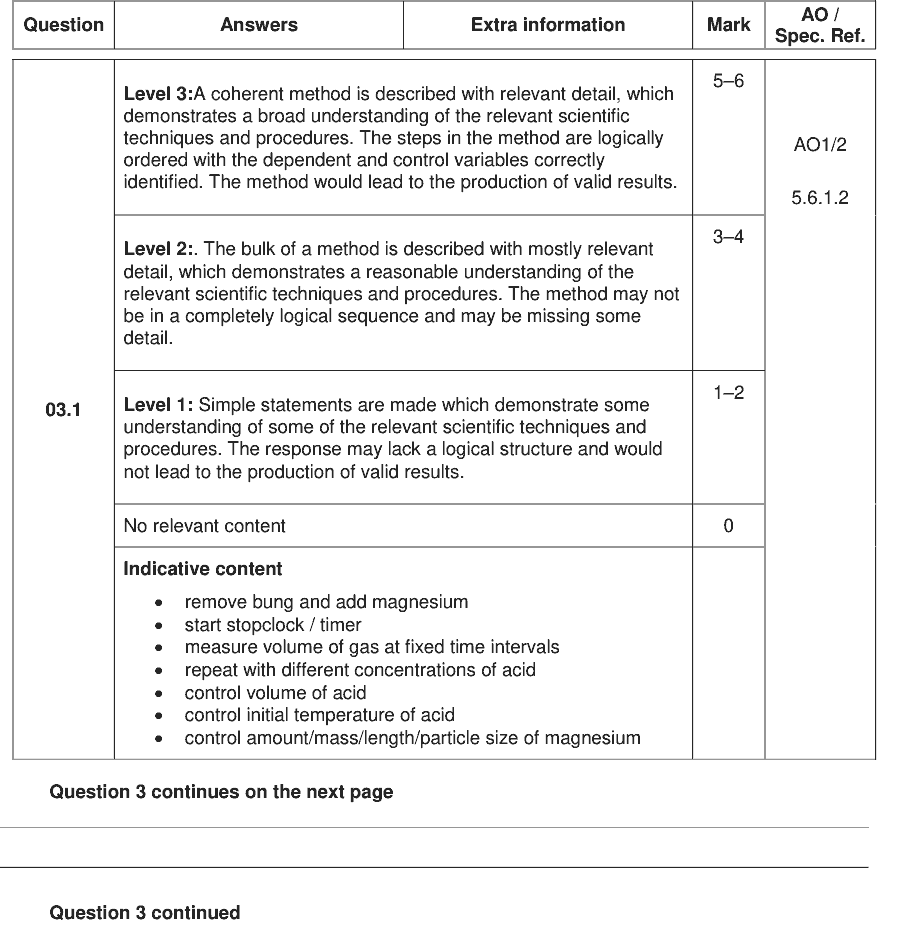 Question Answers Extra information Mark AO /
Spec. Ref.
03.1
Level 3:A coherent method is described with relevant detail, which
demonstrates a broad understanding of the relevant scientific
techniques and procedures. The steps in the method are logically
ordered with the dependent and control variables correctly
identified. The method would lead to the production of valid results.
5–6
AO1/2
5.6.1.2
Level 2:. The bulk of a method is described with mostly relevant
detail, which demonstrates a reasonable understanding of the
relevant scientific techniques and procedures. The method may not
be in a completely logical sequence and may be missing some
detail.
3–4
Level 1: Simple statements are made which demonstrate some
understanding of some of the relevant scientific techniques and
procedures. The response may lack a logical structure and would
not lead to the production of valid results.
1–2
No relevant content 0
Indicative content
• remove bung and add magnesium
• start stopclock / timer
• measure volume of gas at fixed time intervals
• repeat with different concentrations of acid
• control volume of acid
• control initial temperature of acid
• control amount/mass/length/particle size of magnesium
Question 3 continues on the next page
Question 3 continued